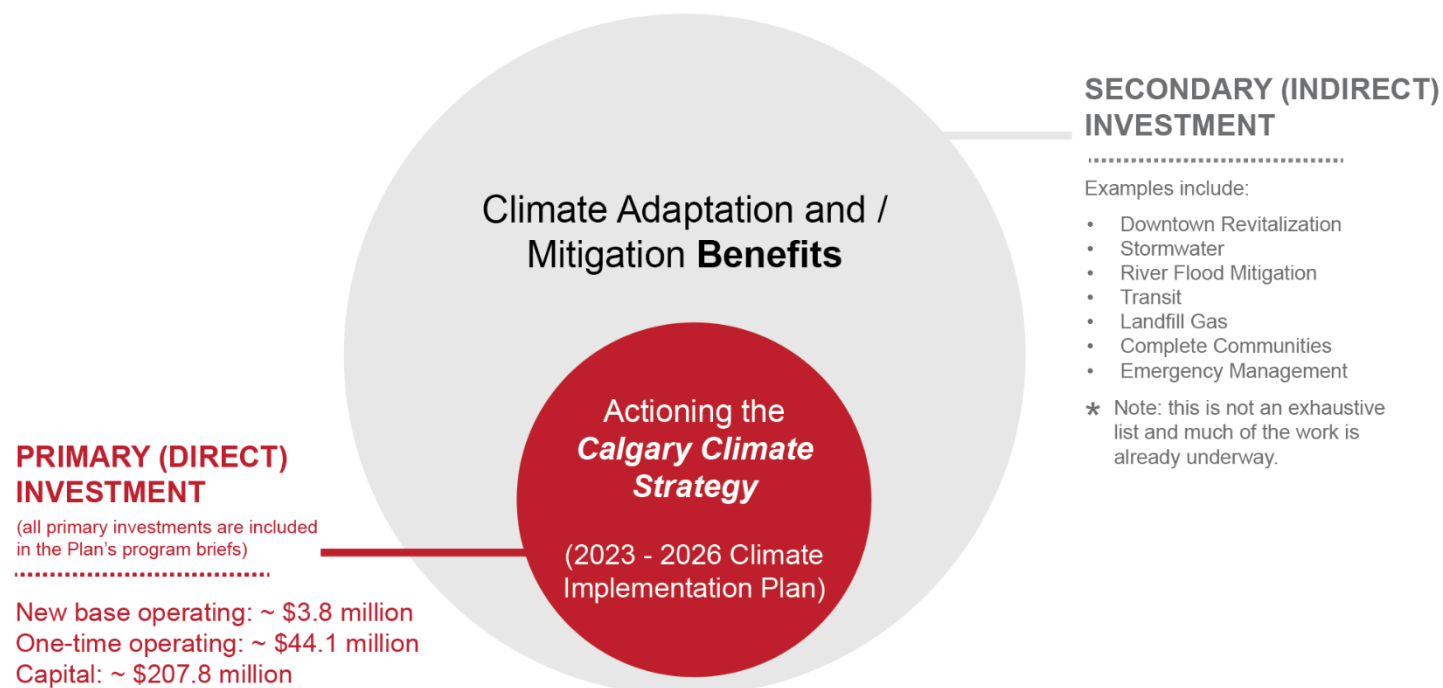 SECONDARY (INDIRECT)
INVESTMENT
Examples include:
• Downtown Revitalization
• Stormwater
• River Flood Mitigation
• Transit
• Landfill Gas
• Complete Communities
• Emergency Management
* Note: this is not an exhaustive
list and much of the work is
already underway.
Climate Adaptation and /
Mitigation Benefits
Actioning the
Calgary Climate
Strategy
(2023 - 2026 Climate
Implementation Plan)
PRIMARY (DIRECT)
INVESTMENT
(all primary investments are included
in the Plan's program briefs)
New base operating: ~ $3.8 million
One-time operating: ~ $44.1 million
Capital: ~ $207.8 million